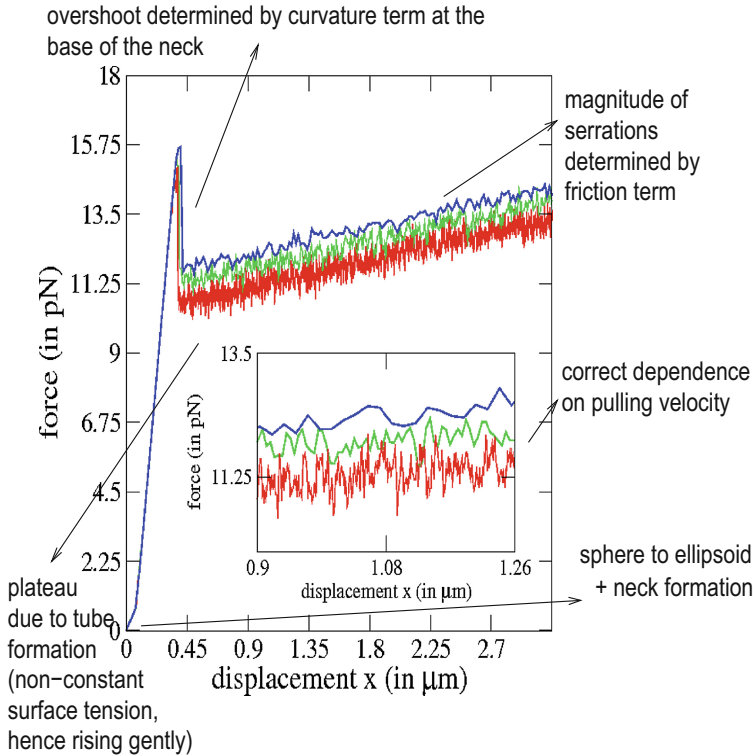 overshoot determined by curvature term at the
base of the neck
18
15.75
13.5
11.25
9
6.75
4.5
2.25
0
force (in pN)
magnitude of
serrations
determined by
friction term
13.5
11.25
force (in pN)
0.9
1.08
1.26
displacement x (in μm)
correct dependence
on pulling velocity
sphere to ellipsoid
+ neck formation
0
0.45
0.9
1.35
1.8
2.25
2.7
displacement x (in μm)
plateau
due to tube
formation
(non−constant
surface tension,
hence rising gently)